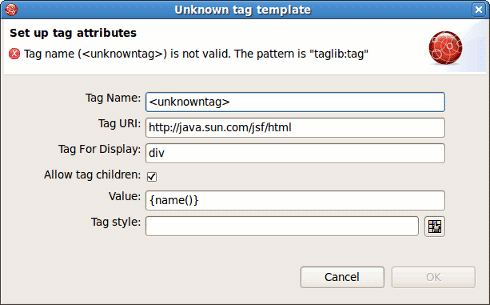 Unknown tag template
Set up tag attributes
Tag name (<unknowntag>) is not valid. The pattern is "taglib:tag"
Tag Name: <unknowntag>
Tag URI: http://java.sun.com/jsf/html
Tag For Display: div
Allow tag children:
Value: {name()}
Tag style:
Cancel OK